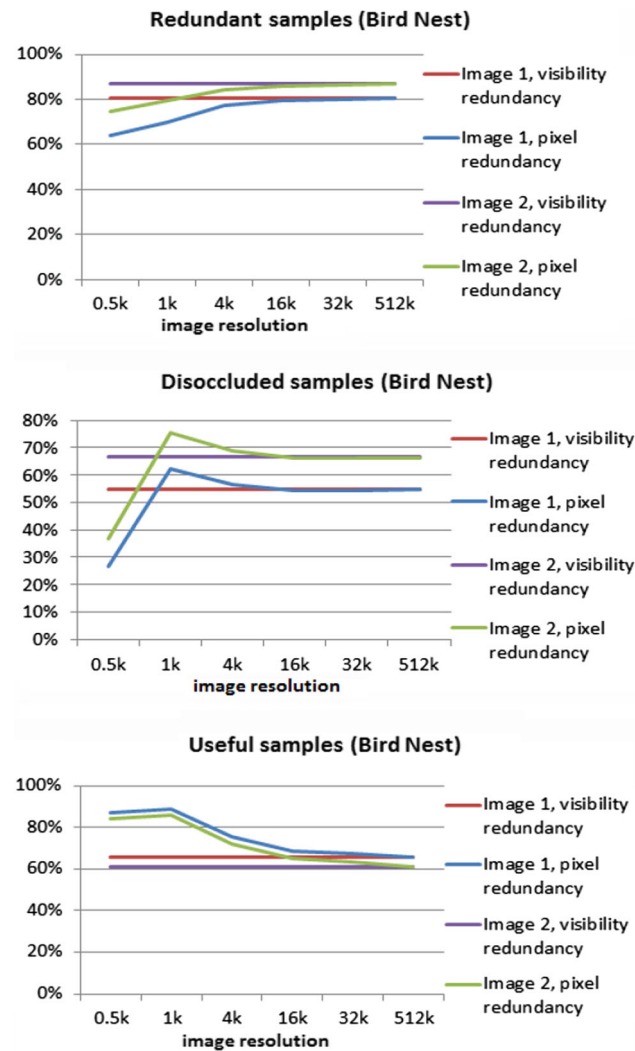 Redundant samples (Bird Nest)
100%
80%
60%
40%
20%
0%
0.5k 1k 4k 16k 32k 512k
image resolution
Image 1, visibility
redundancy
Image 1, pixel
redundancy
Image 2, visibility
redundancy
Image 2, pixel
redundancy
Disoccluded samples (Bird Nest)
80%
70%
60%
50%
40%
30%
20%
10%
0%
0.5k 1k 4k 16k 32k 512k
image resolution
Image 1, visibility
redundancy
Image 1, pixel
redundancy
Image 2, visibility
redundancy
Image 2, pixel
redundancy
Useful samples (Bird Nest)
100%
80%
60%
40%
20%
0%
0.5k 1k 4k 16k 32k 512k
image resolution
Image 1, visibility
redundancy
Image 1, pixel
redundancy
Image 2, visibility
redundancy
Image 2, pixel
redundancy